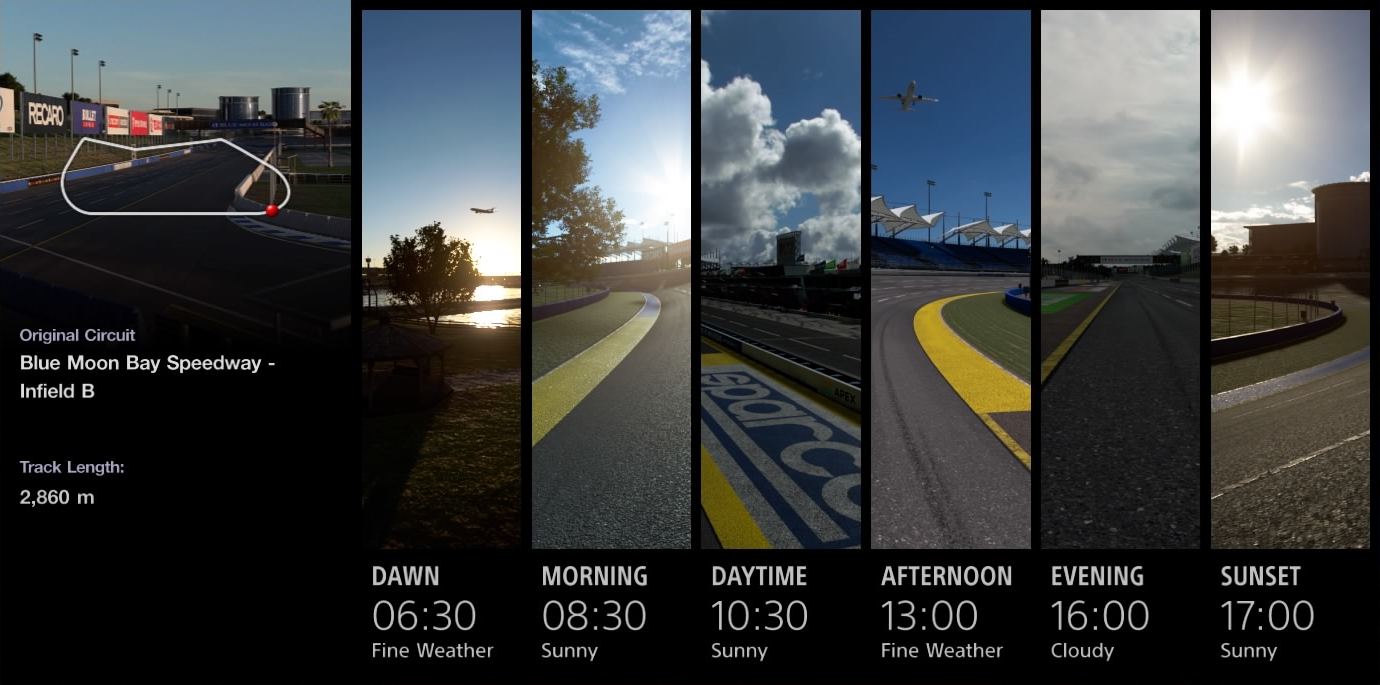 RECARO
BULLET
Original Circuit
Blue Moon Bay Speedway -
Infield B
Track Length:
2,860 m
sparco
APEX
DAWN
06:30
Fine Weather
MORNING
08:30
Sunny
DAYTIME
10:30
Sunny
AFTERNOON
13:00
Fine Weather
EVENING
16:00
Cloudy
SUNSET
17:00
Sunny